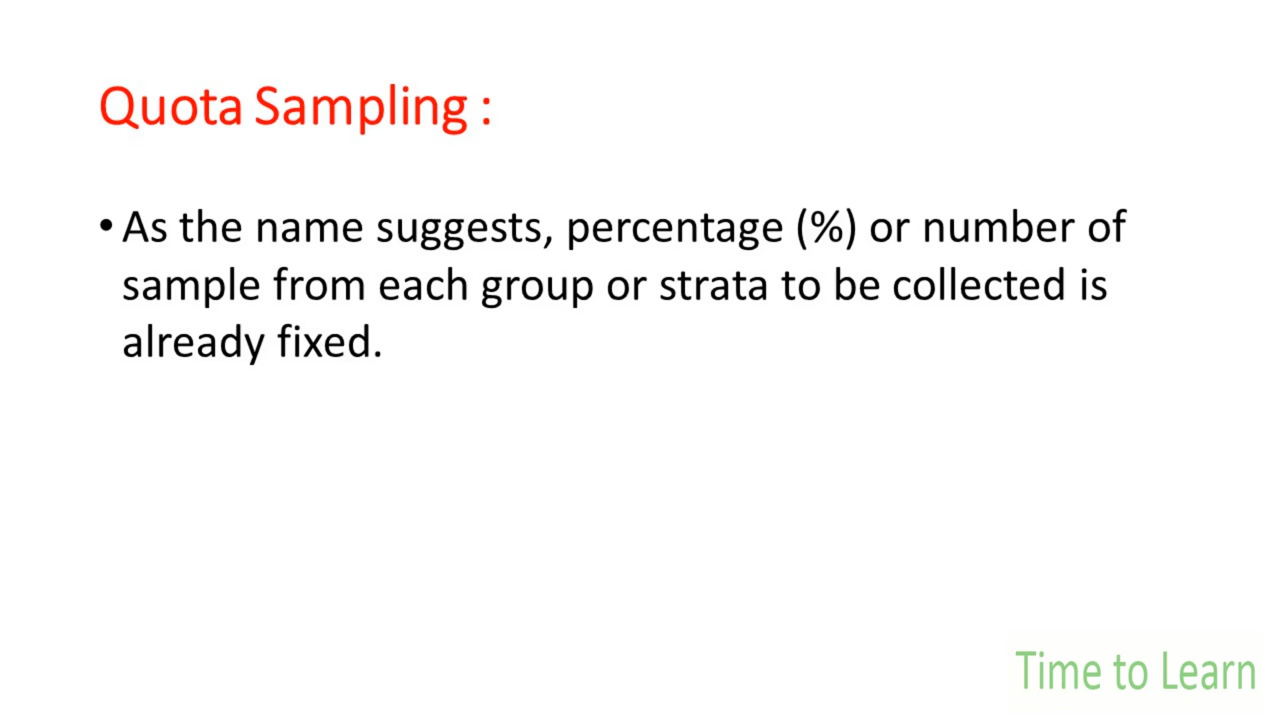 Quota Sampling :
• As the name suggests, percentage (%) or number of
sample from each group or strata to be collected is
already fixed.
Time to Learn